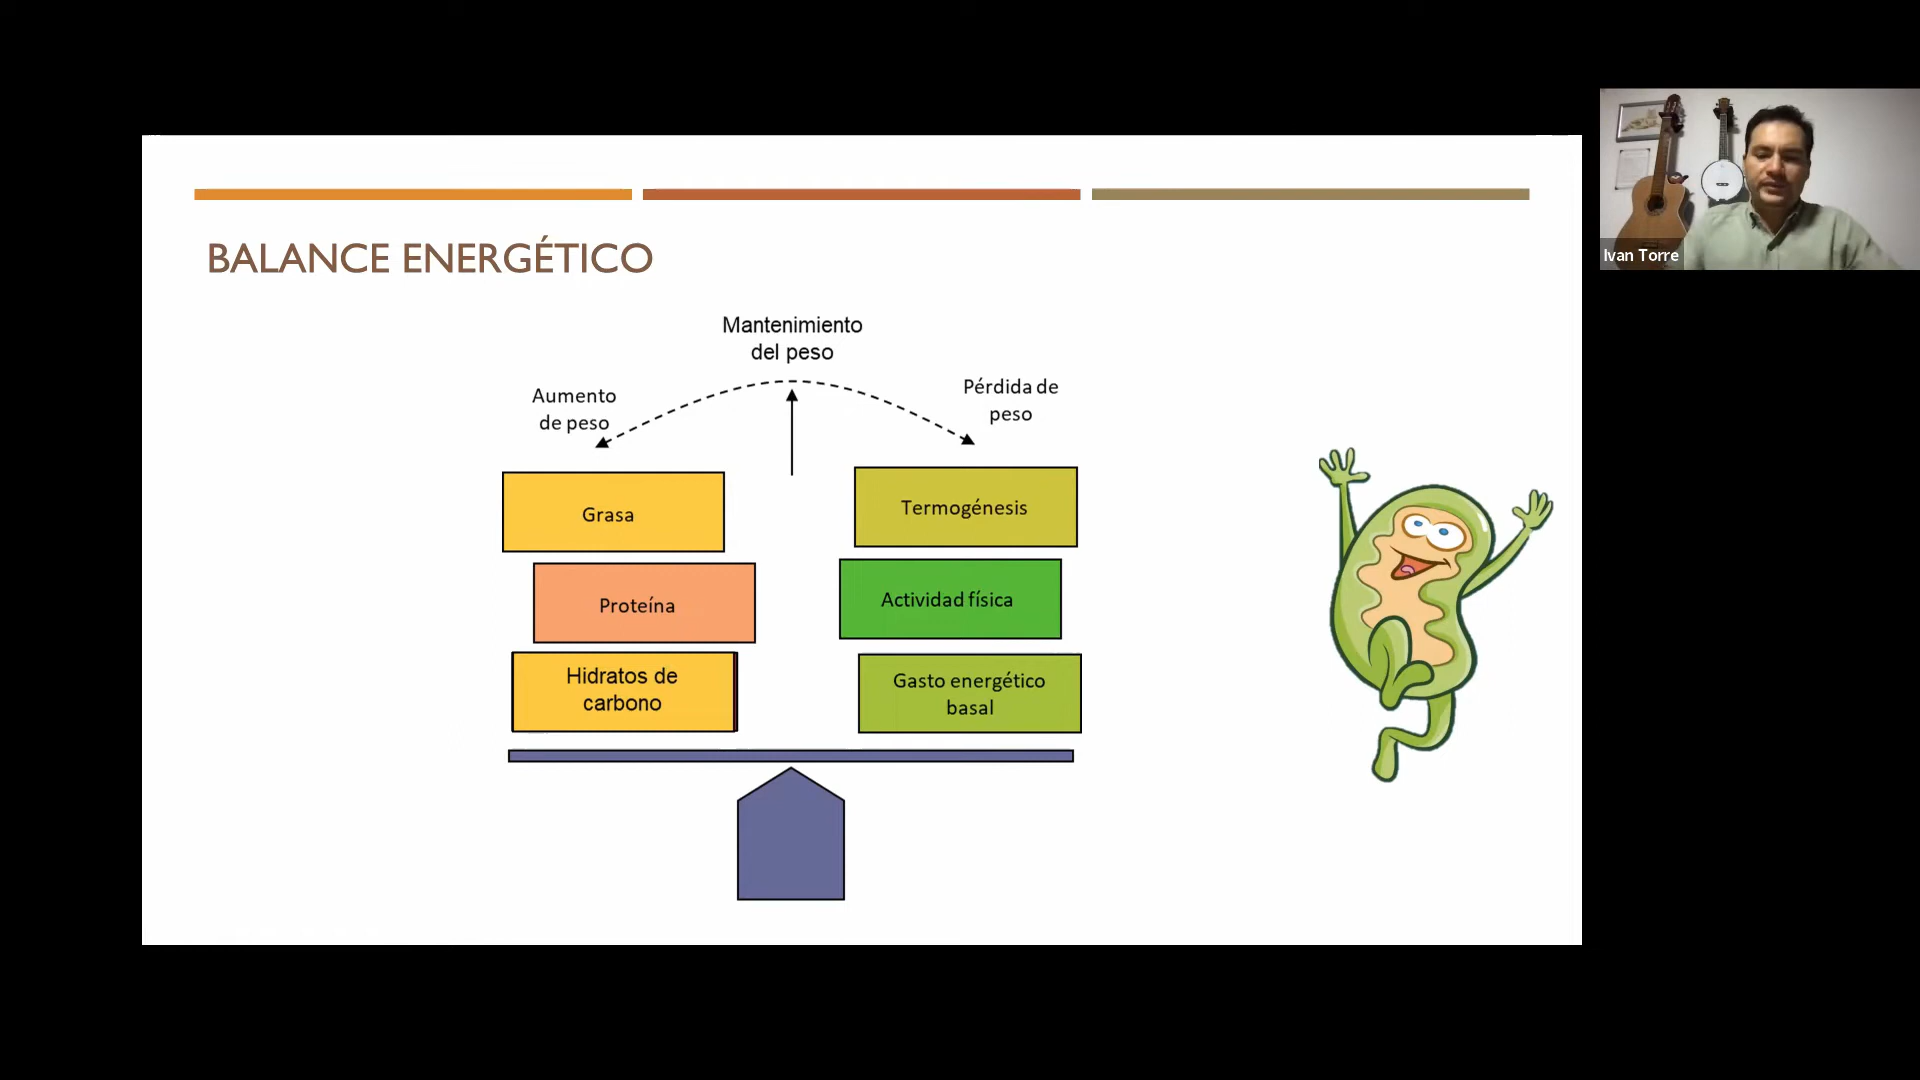 BALANCE ENERGÉTICO
Mantenimiento
del peso
Aumento
de peso
Pérdida de
peso
Grasa
Termogénesis
Proteína
Actividad física
Hidratos de
carbono
Gasto energético
basal
Ivan Torre